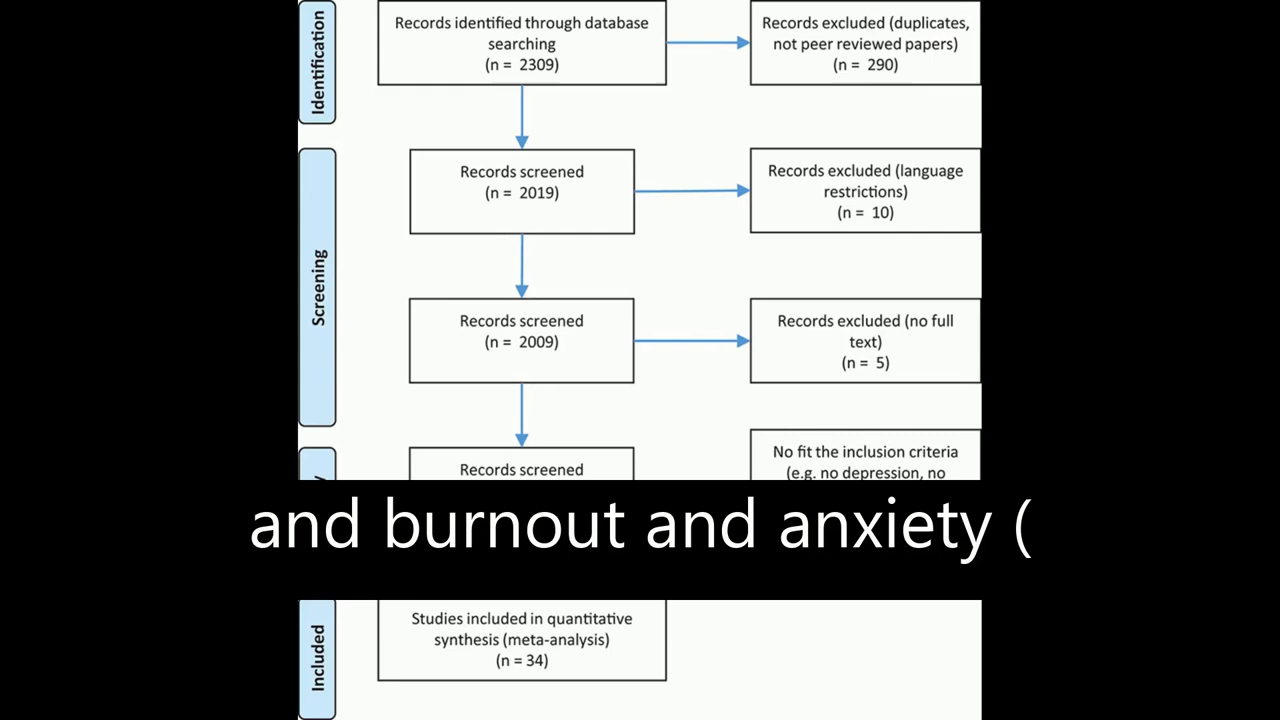 Identification
Records identified through database
searching
(n = 2309)
Records excluded (duplicates,
not peer reviewed papers)
(n = 290)
Screening
Records screened
(n = 2019)
Records excluded (language
restrictions)
(n = 10)
Records screened
(n = 2009)
Records excluded (no full
text)
(n = 5)
Records screened
No fit the inclusion criteria
(e.g. no depression, no
and burnout and anxiety (
Included
Studies included in quantitative
synthesis (meta-analysis)
(n = 34)